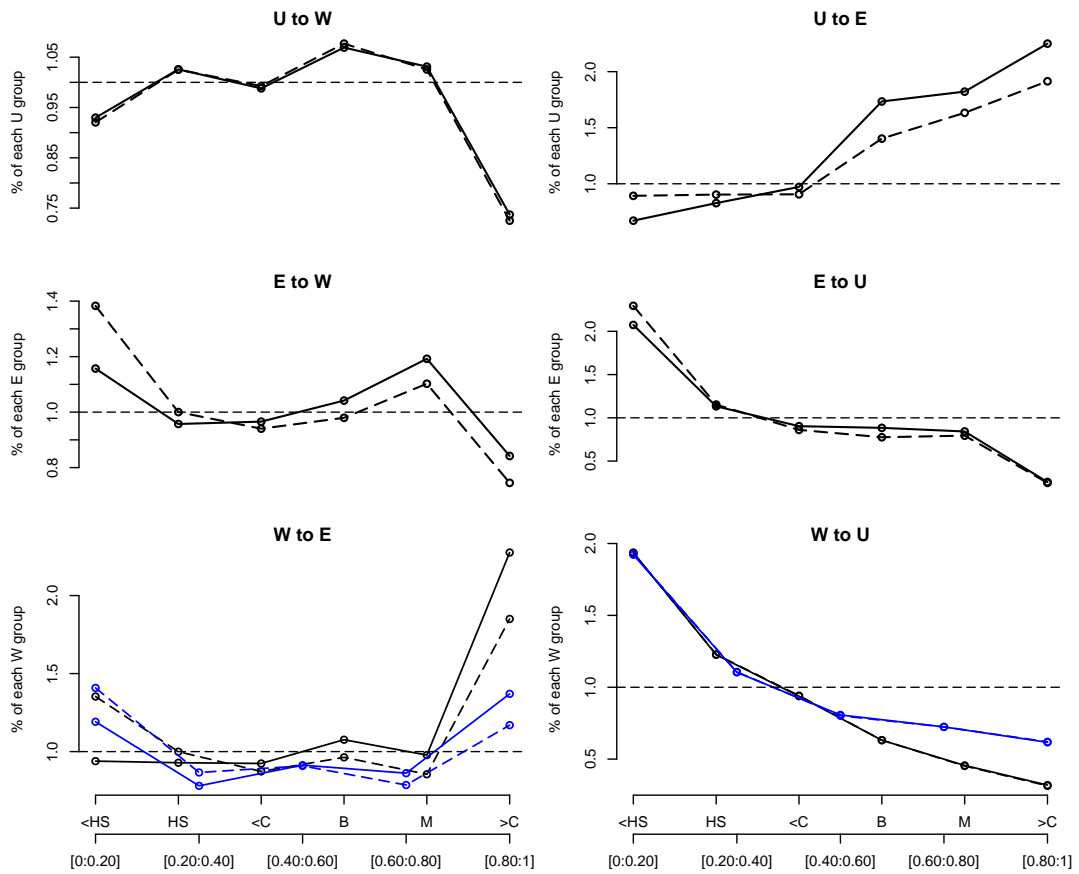 U to W
% of each U group
0.75 0.85 0.95 1.05
U to E
% of each U group
1.0 1.5 2.0
E to W
% of each E group
0.8 1.0 1.2 1.4
E to U
% of each E group
0.5 1.0 1.5 2.0
W to E
% of each W group
1.0 1.5 2.0
<HS HS <C B M >C
[0:0.20] [0.20:0.40] [0.40:0.60] [0.60:0.80] [0.80:1]
W to U
% of each W group
0.5 1.0 1.5 2.0
<HS HS <C B M >C
[0:0.20] [0.20:0.40] [0.40:0.60] [0.60:0.80] [0.80:1]